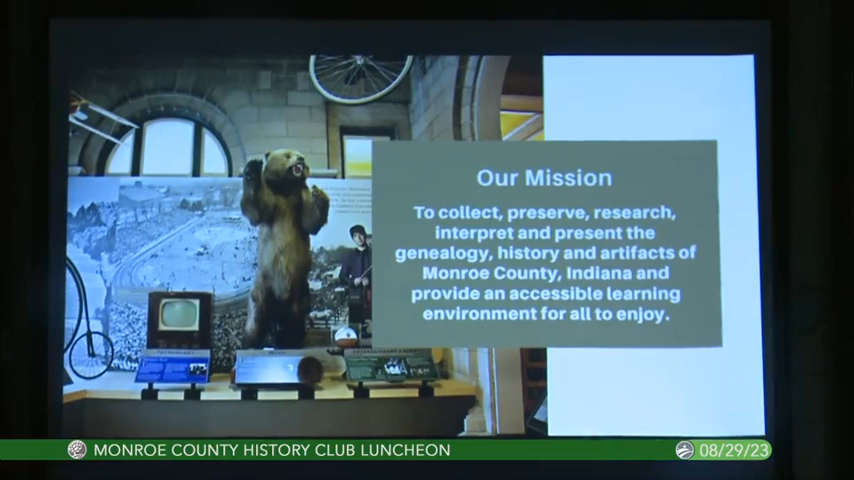 Our Mission
To collect, preserve, research,
interpret and present the
genealogy, history and artifacts of
Monroe County, Indiana and
provide an accessible learning
environment for all to enjoy.
MONROE COUNTY HISTORY CLUB LUNCHEON
08/29/23